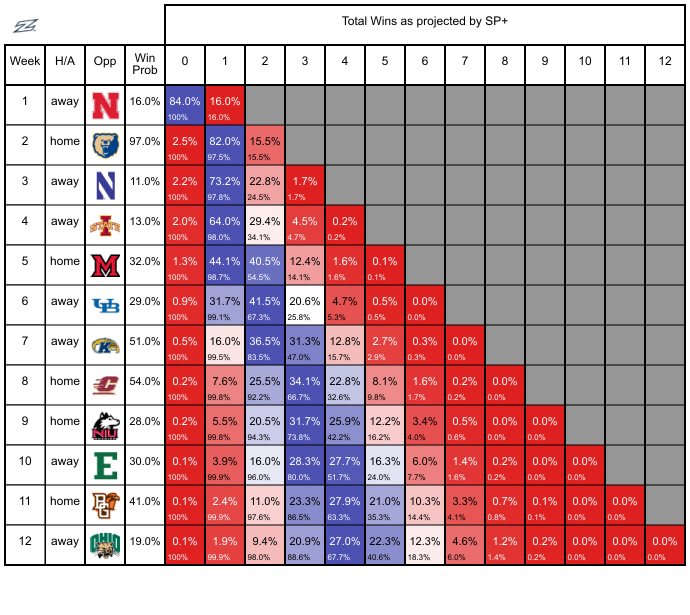 Total Wins as projected by SP+
Week H/A Opp Win Prob 0 1 2 3 4 5 6 7 8 9 10 11 12
1 away N 16.0% 84.0% 16.0%
100% 16.0%
2 home 97.0% 2.5% 82.0% 15.5%
100% 97.5% 15.5%
3 away N 11.0% 2.2% 73.2% 22.8% 1.7%
100% 97.8% 24.5% 1.7%
4 away STATE 13.0% 2.0% 64.0% 29.4% 4.5% 0.2%
100% 98.0% 34.1% 4.7% 0.2%
5 home M 32.0% 1.3% 44.1% 40.5% 12.4% 1.6% 0.1%
100% 98.7% 54.5% 14.1% 1.6% 0.1%
6 away UB 29.0% 0.9% 31.7% 41.5% 20.6% 4.7% 0.5% 0.0%
100% 99.1% 67.3% 25.8% 5.3% 0.5% 0.0%
7 away K 51.0% 0.5% 16.0% 36.5% 31.3% 12.8% 2.7% 0.3% 0.0%
100% 99.5% 83.5% 47.0% 15.7% 2.9% 0.3% 0.0%
8 home C 54.0% 0.2% 7.6% 25.5% 34.1% 22.8% 8.1% 1.6% 0.2% 0.0%
100% 99.8% 92.2% 66.7% 32.6% 9.8% 1.7% 0.2% 0.0%
9 home NIU 28.0% 0.2% 5.5% 20.5% 31.7% 25.9% 12.2% 3.4% 0.5% 0.0% 0.0%
100% 99.8% 94.3% 73.8% 42.2% 16.2% 4.0% 0.6% 0.0% 0.0%
10 away E 30.0% 0.1% 3.9% 16.0% 28.3% 27.7% 16.3% 6.0% 1.4% 0.2% 0.0% 0.0%
100% 99.9% 96.0% 80.0% 51.7% 24.0% 7.7% 1.6% 0.2% 0.0% 0.0%
11 home BG 41.0% 0.1% 2.4% 11.0% 23.3% 27.9% 21.0% 10.3% 3.3% 0.7% 0.1% 0.0% 0.0%
100% 99.9% 97.6% 86.5% 63.3% 35.3% 14.4% 4.1% 0.8% 0.1% 0.0% 0.0%
12 away OHIO 19.0% 0.1% 1.9% 9.4% 20.9% 27.0% 22.3% 12.3% 4.6% 1.2% 0.2% 0.0% 0.0% 0.0%
100% 99.9% 98.0% 88.6% 67.7% 40.6% 18.3% 6.0% 1.4% 0.2% 0.0% 0.0% 0.0%